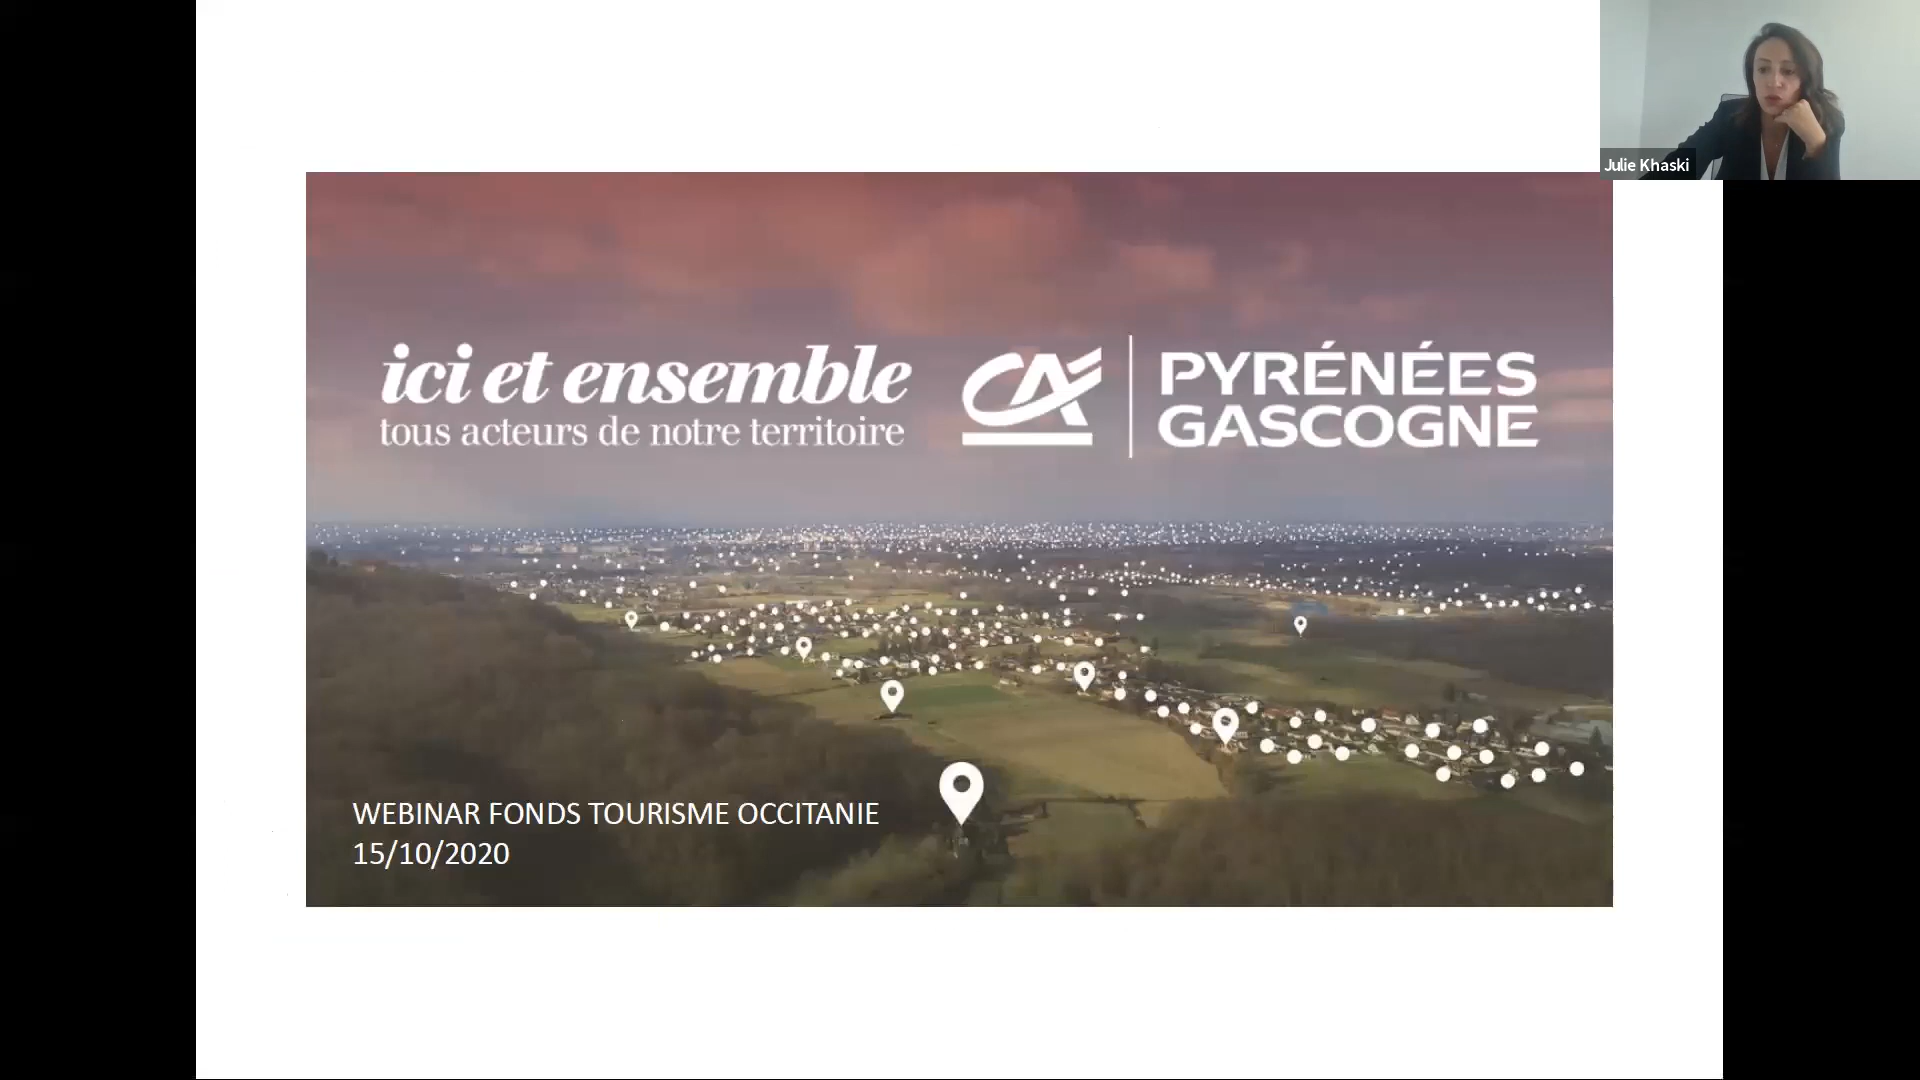 Julie Khaski
ici et ensemble
tous acteurs de notre territoire
CA
PYRÉNÉES
GASCOGNE
WEBINAR FONDS TOURISME OCCITANIE
15/10/2020